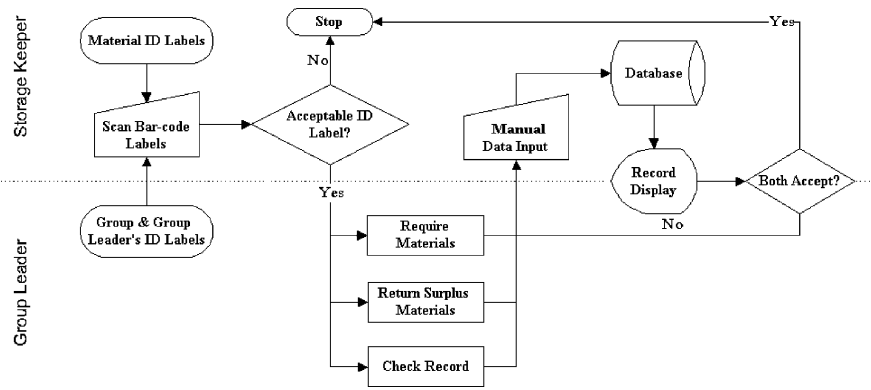 Storage Keeper
Group Leader
Material ID Labels
Scan Bar-code
Labels
Group & Group
Leader's ID Labels
Stop
No
Acceptable ID
Label?
Yes
Require
Materials
Return Surplus
Materials
Check Record
Manual
Data Input
Database
Record
Display
Both Accept?
Yes
No